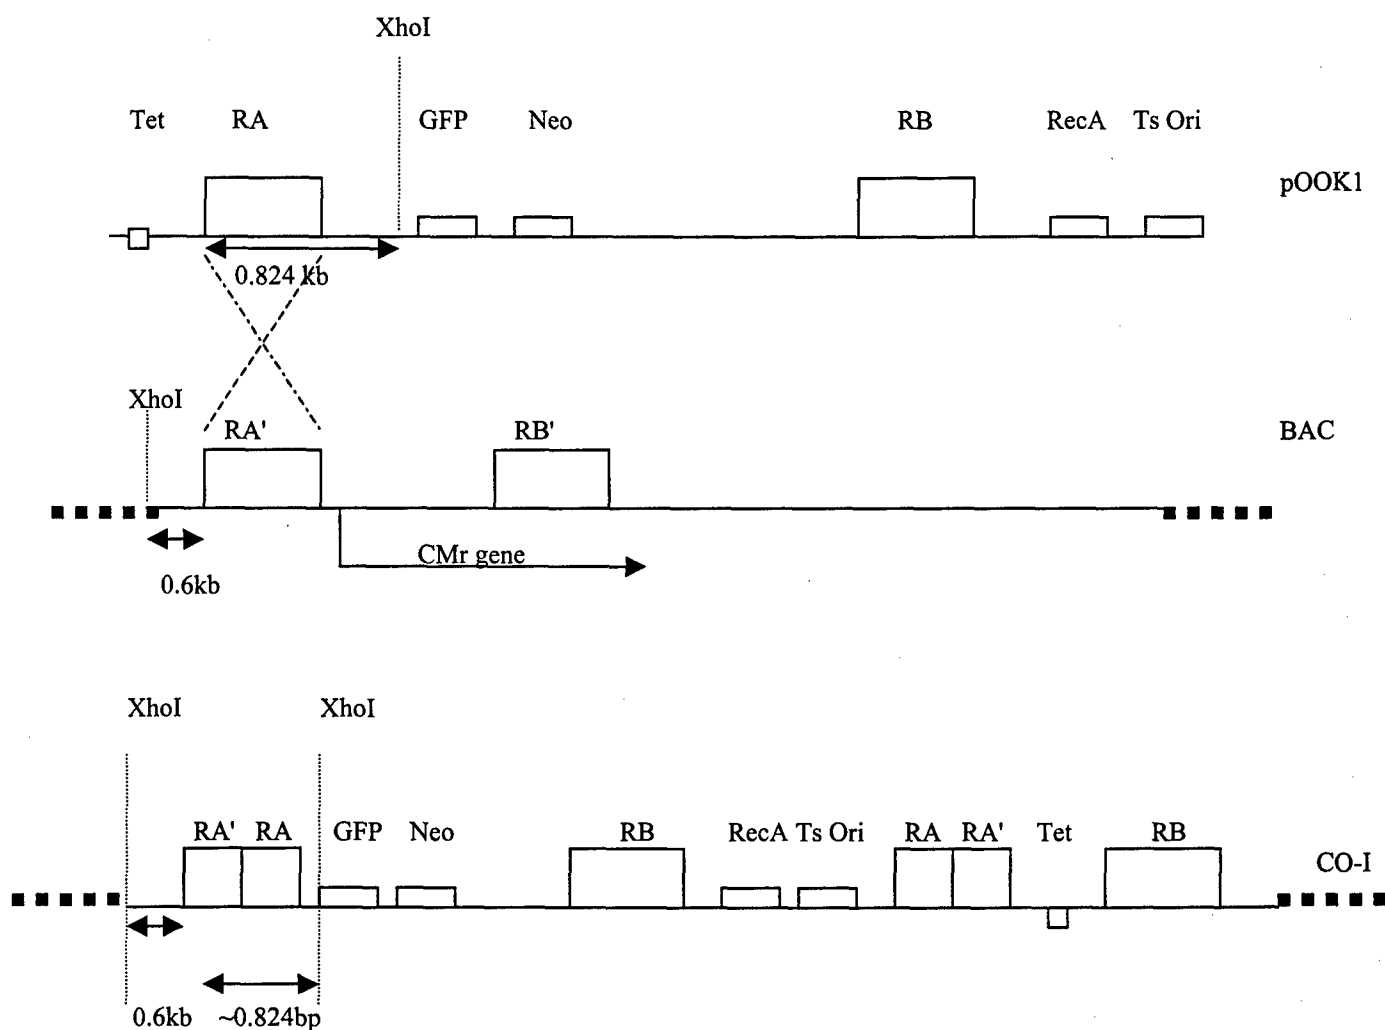 XhoI
Tet RA GFP Neo RB RecA Ts Ori
pOOK1
0.824 kb
XhoI
RA' RB' BAC
CMr gene
0.6kb
XhoI XhoI
RA' RA GFP Neo RB RecA Ts Ori RA RA' Tet RB
CO-I
0.6kb ~0.824bp